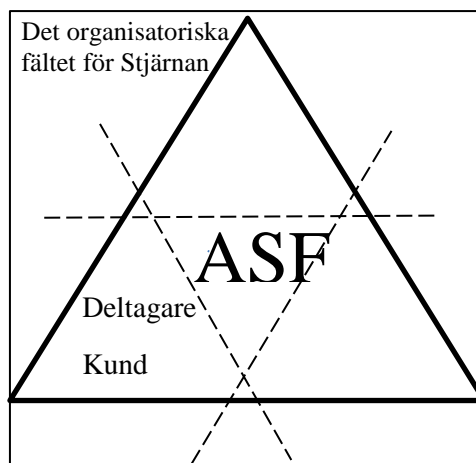 Det organisatoriska
fältet för Stjärnan
ASF
Deltagare
Kund